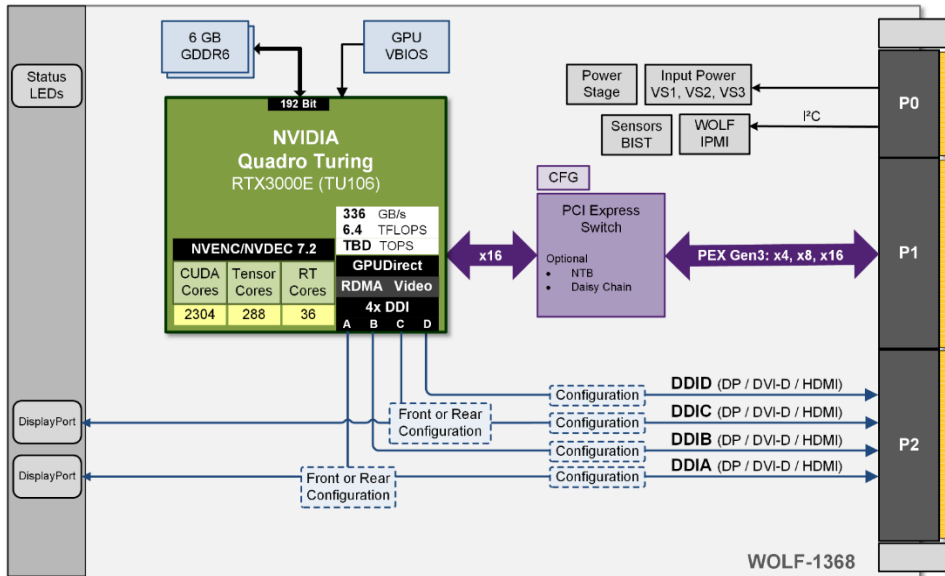 6 GB
GDDR6
GPU
VBIOS
Status
LEDs
192 Bit
NVIDIA
Quadro Turing
RTX3000E (TU106)
336 GB/s
6.4 TFLOPS
TBD TOPS
NVENC/NVDEC 7.2
GPUDirect
CUDA
Cores
Tensor
Cores
RT
Cores
RDMA Video
2304
288
36
4x DDI
A B C D
Power
Stage
Input Power
VS1, VS2, VS3
I²C
Sensors
BIST
WOLF
IPMI
P0
CFG
PCI Express
Switch
Optional
• NTB
• Daisy Chain
x16
PEX Gen3: x4, x8, x16
P1
Configuration
DDID (DP / DVI-D / HDMI)
DisplayPort
Front or Rear
Configuration
Configuration
DDIC (DP / DVI-D / HDMI)
Configuration
DDIB (DP / DVI-D / HDMI)
DisplayPort
Front or Rear
Configuration
Configuration
DDIA (DP / DVI-D / HDMI)
P2
WOLF-1368